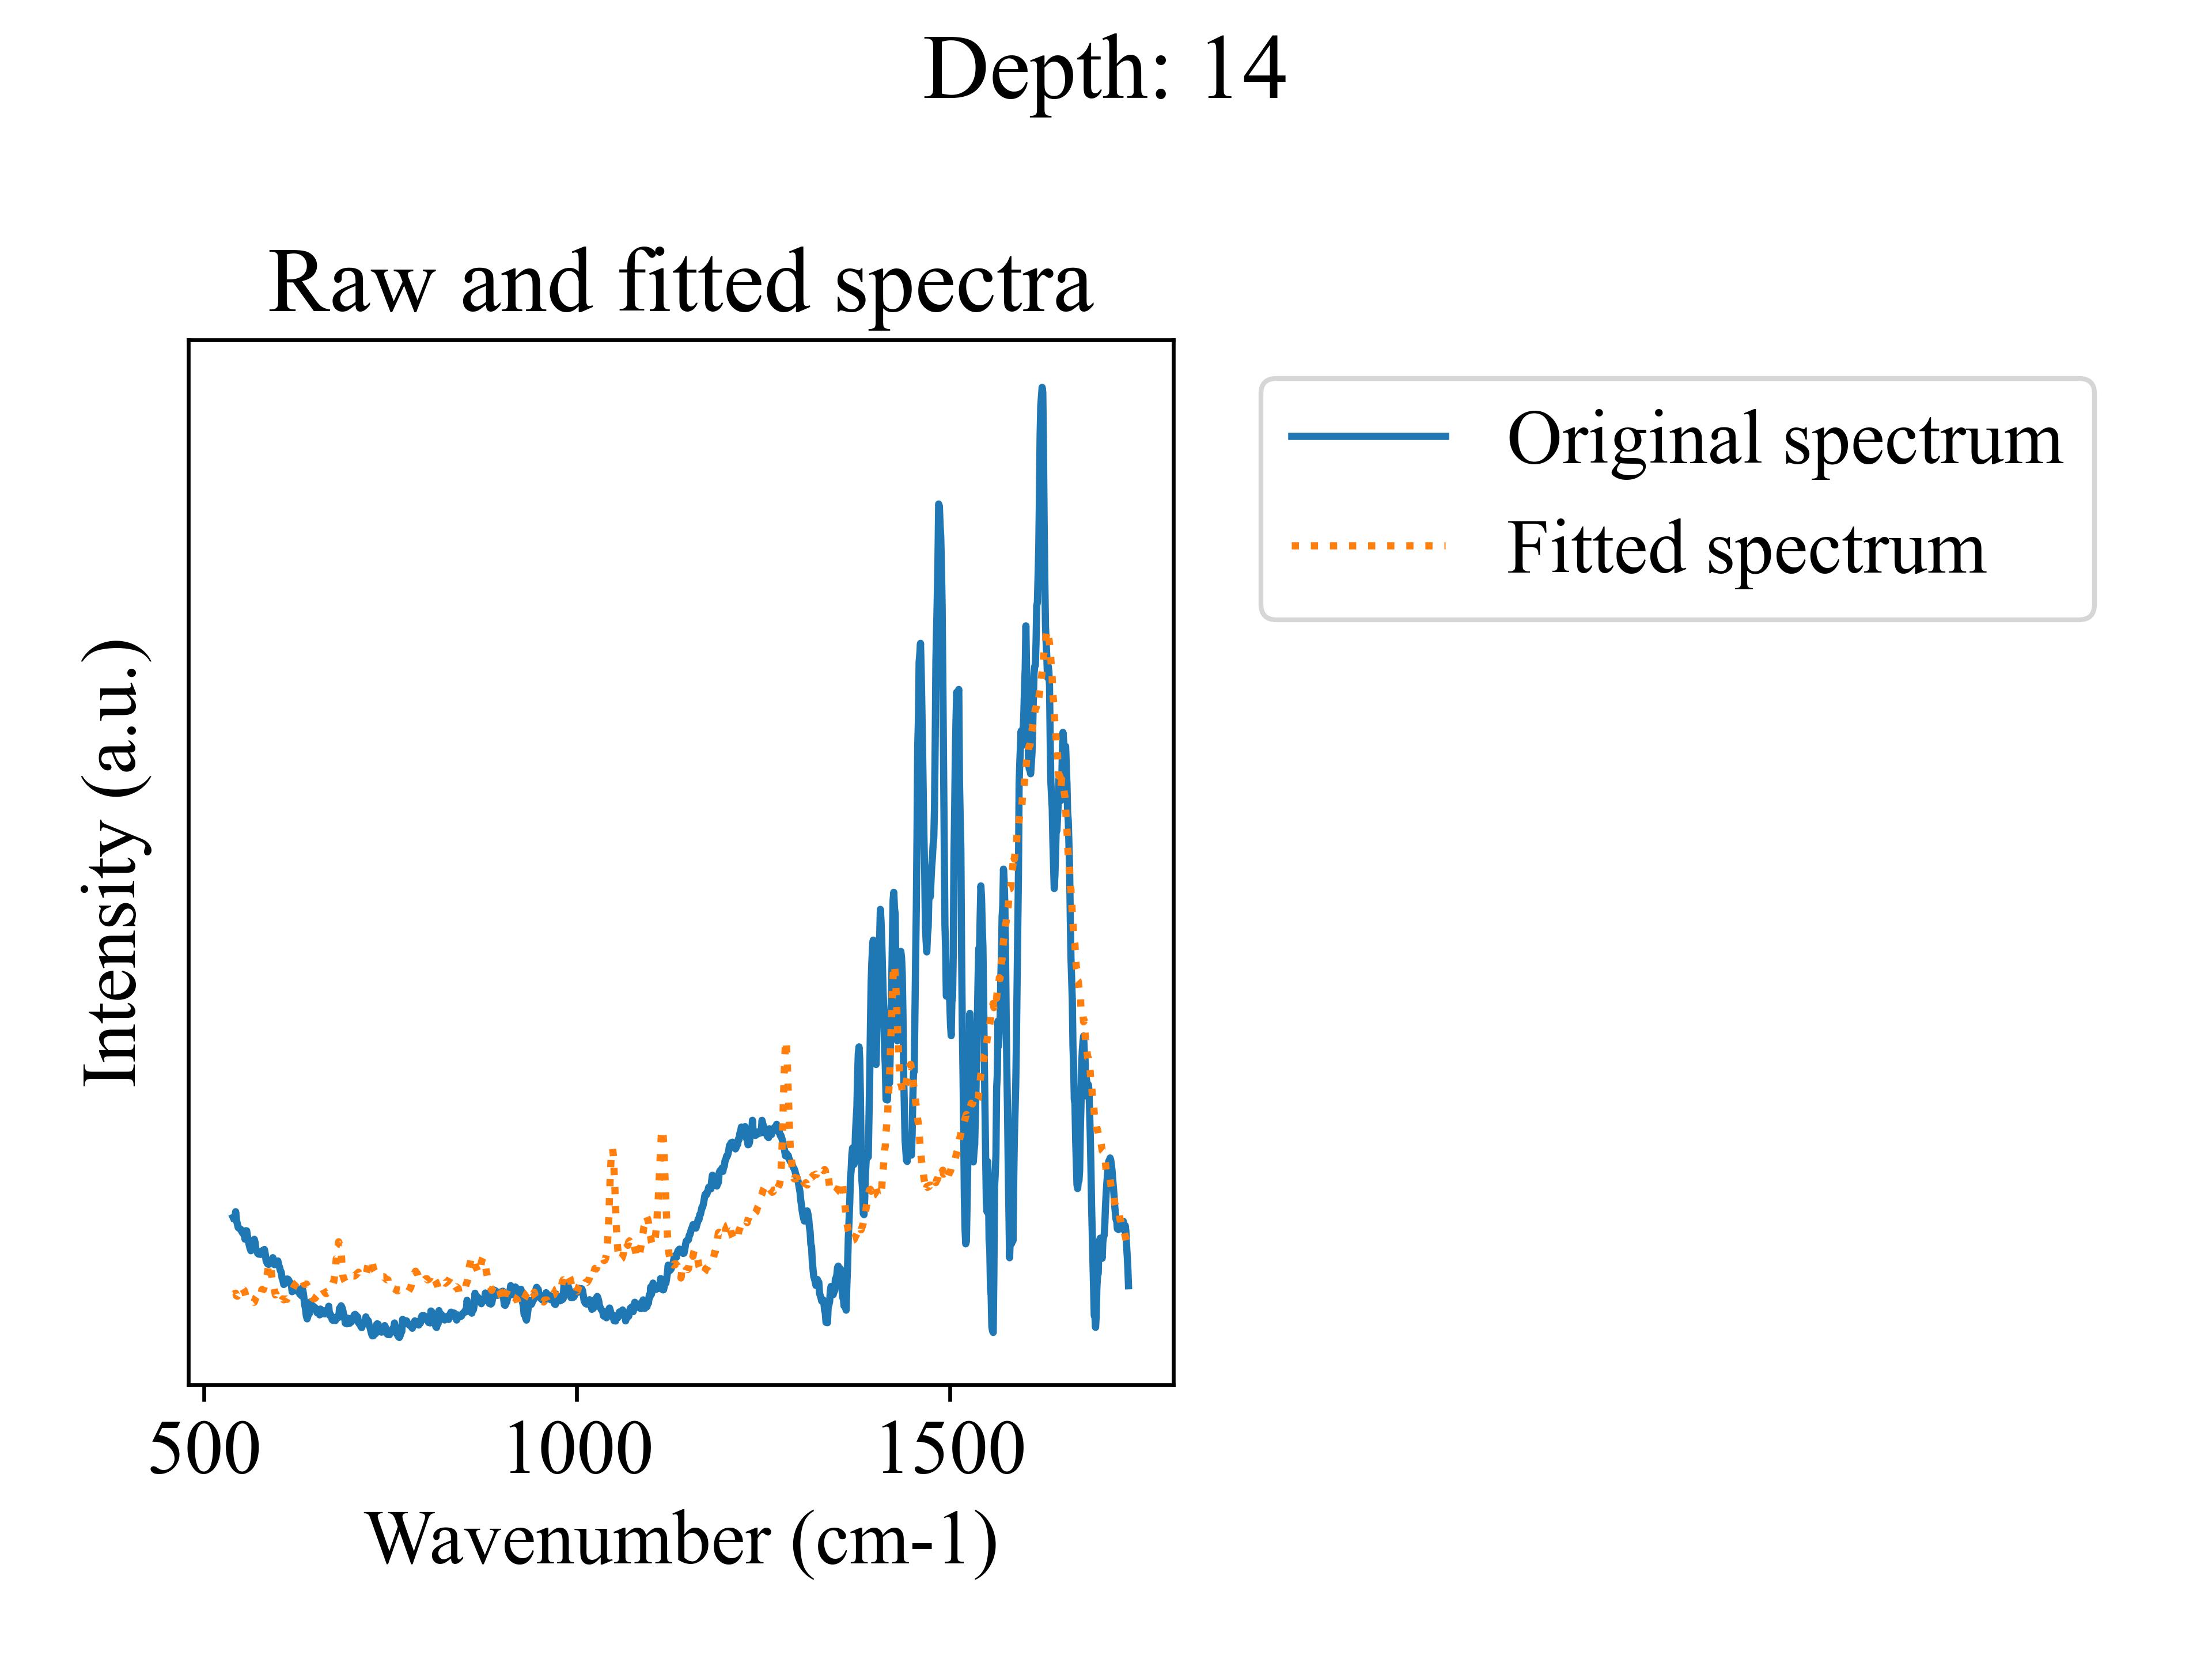 Depth: 14
Raw and fitted spectra
Original spectrum
Fitted spectrum
Intensity (a.u.)
500 1000 1500
Wavenumber (cm-1)